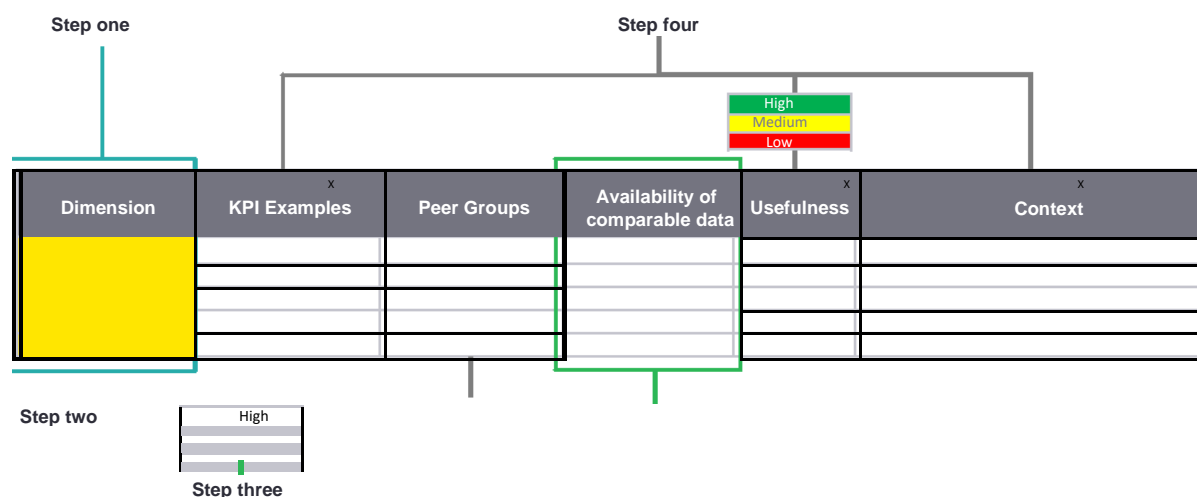 Step one
Step four
High
Medium
Low
x
x
x
Dimension
KPI Examples
Peer Groups
Availability of
comparable data
Usefulness
Context
Step two
High
Step three